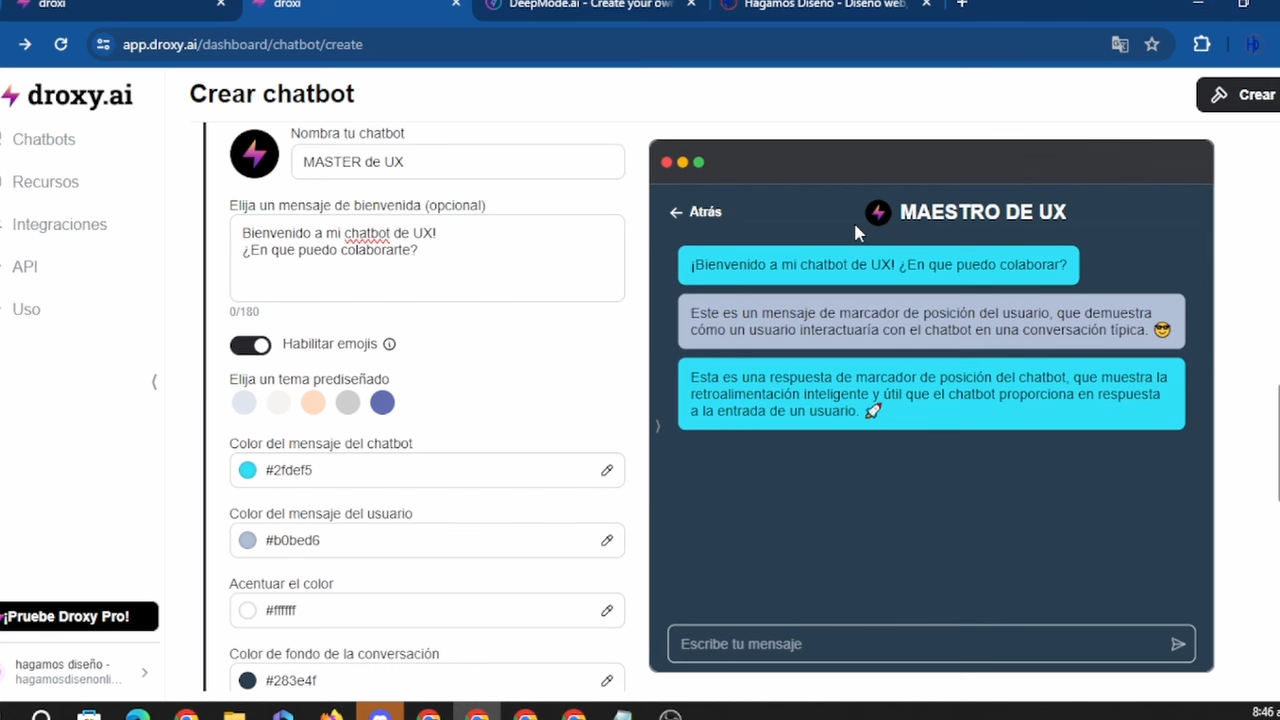 droxi
droxi
DeepMode.ai - Create your own
Hagamos Diseño - Diseño web
app.droxy.ai/dashboard/chatbot/create
droxy.ai
Crear chatbot
Crear
Chatbots
Recursos
Integraciones
API
Uso
¡Pruebe Droxy Pro!
hagamos diseño -
hagamosdisenonli...
Nombra tu chatbot
MASTER de UX
Elija un mensaje de bienvenida (opcional)
Bienvenido a mi chatbot de UX!
¿En que puedo colaborarte?
0/180
Habilitar emojis
Elija un tema prediseñado
Color del mensaje del chatbot
#2fdef5
Color del mensaje del usuario
#b0bed6
Acentuar el color
#ffffff
Color de fondo de la conversación
#283e4f
Atrás
MAESTRO DE UX
¡Bienvenido a mi chatbot de UX! ¿En que puedo colaborar?
Este es un mensaje de marcador de posición del usuario, que demuestra
cómo un usuario interactuaría con el chatbot en una conversación típica. 😎
Esta es una respuesta de marcador de posición del chatbot, que muestra la
retroalimentación inteligente y útil que el chatbot proporciona en respuesta
a la entrada de un usuario. 🚀
Escribe tu mensaje
8:46